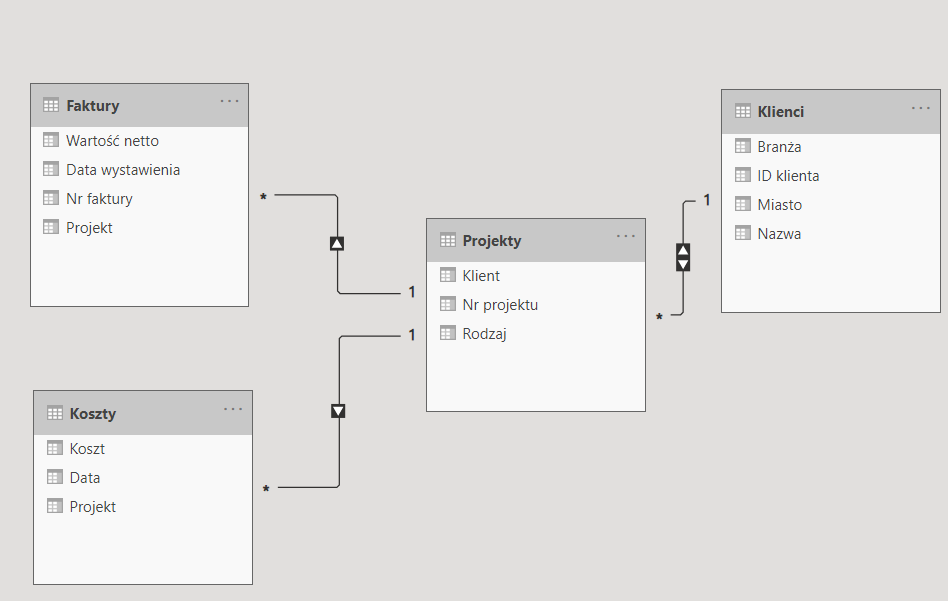 Faktury
Wartość netto
Data wystawienia
Nr faktury
Projekt
*
1
Koszty
Koszt
Data
Projekt
*
1
Projekty
Klient
Nr projektu
Rodzaj
*
1
Klienci
Branża
ID klienta
Miasto
Nazwa